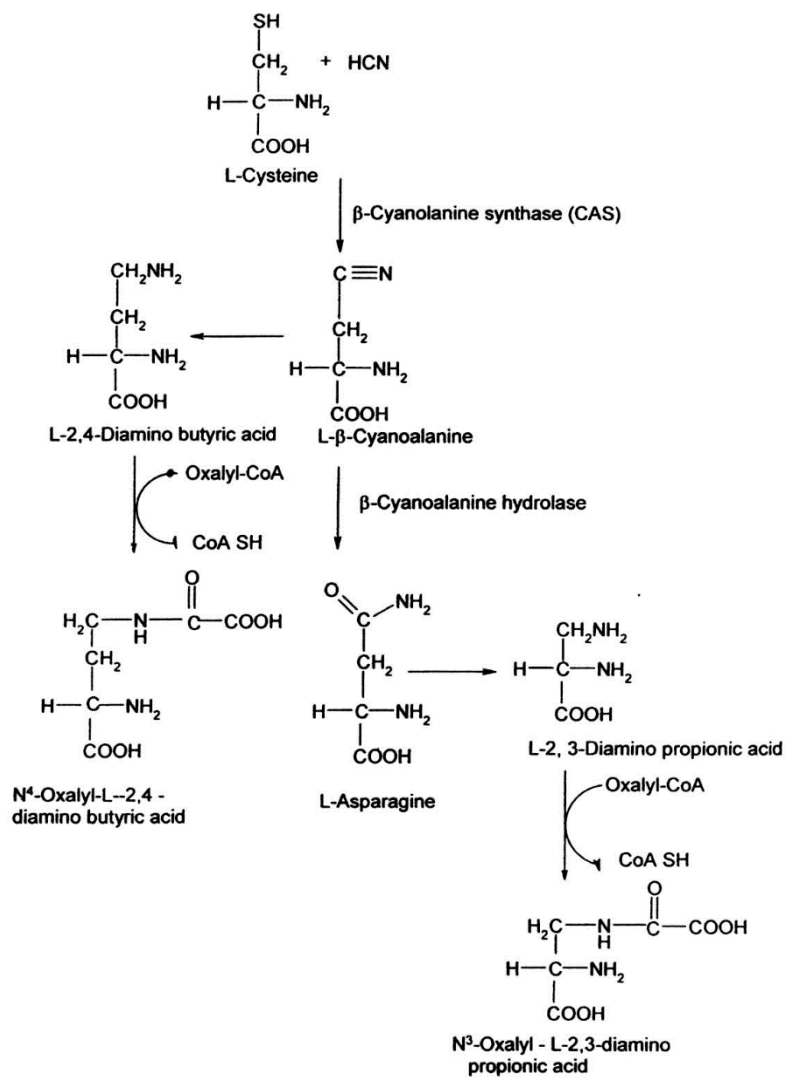 SH
CH2 + HCN
H—C—NH2
COOH
L-Cysteine
β-Cyanolanine synthase (CAS)
CH2NH2
CH2
H—C—NH2
COOH
L-2,4-Diamino butyric acid
C≡N
CH2
H—C—NH2
COOH
L-β-Cyanoalanine
Oxalyl-CoA
CoA SH
β-Cyanoalanine hydrolase
O
H2C—N—C—COOH
H
CH2
H—C—NH2
COOH
N4-Oxalyl-L--2,4 -
diamino butyric acid
O
C—NH2
CH2
H—C—NH2
COOH
L-Asparagine
CH2NH2
H—C—NH2
COOH
L-2, 3-Diamino propionic acid
Oxalyl-CoA
CoA SH
O
H2C—N—C—COOH
H
H—C—NH2
COOH
N3-Oxalyl - L-2,3-diamino
propionic acid